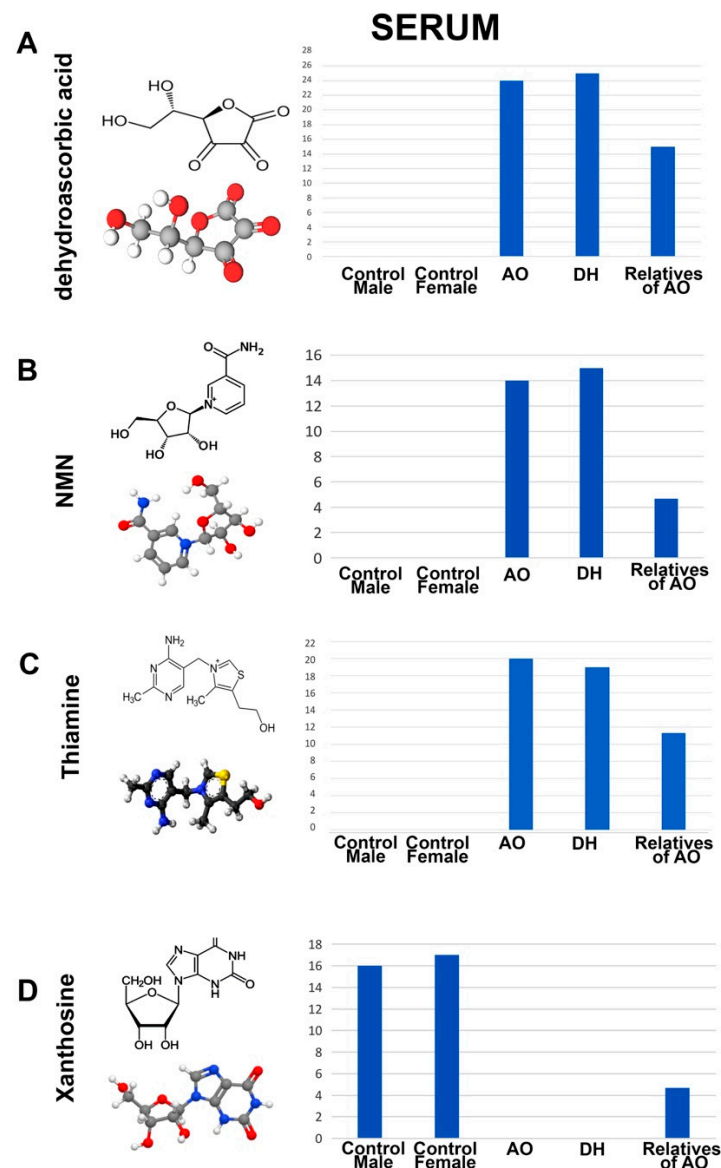 SERUM
A
dehydroascorbic acid
HO
HO
O
O
O
O
28
26
24
22
20
18
16
14
12
10
8
6
4
2
0
Control
Male
Control
Female
AO
DH
Relatives
of AO
B
NMN
O
NH2
N+
O
HO
HO
OH
16
14
12
10
8
6
4
2
0
Control
Male
Control
Female
AO
DH
Relatives
of AO
C
Thiamine
NH2
N
N+
S
H3C
N
H3C
OH
22
20
18
16
14
12
10
8
6
4
2
0
Control
Male
Control
Female
AO
DH
Relatives
of AO
D
Xanthosine
N
NH
N
N
H
O
CH2OH
O
OH
OH
18
16
14
12
10
8
6
4
2
0
Control
Male
Control
Female
AO
DH
Relatives
of AO